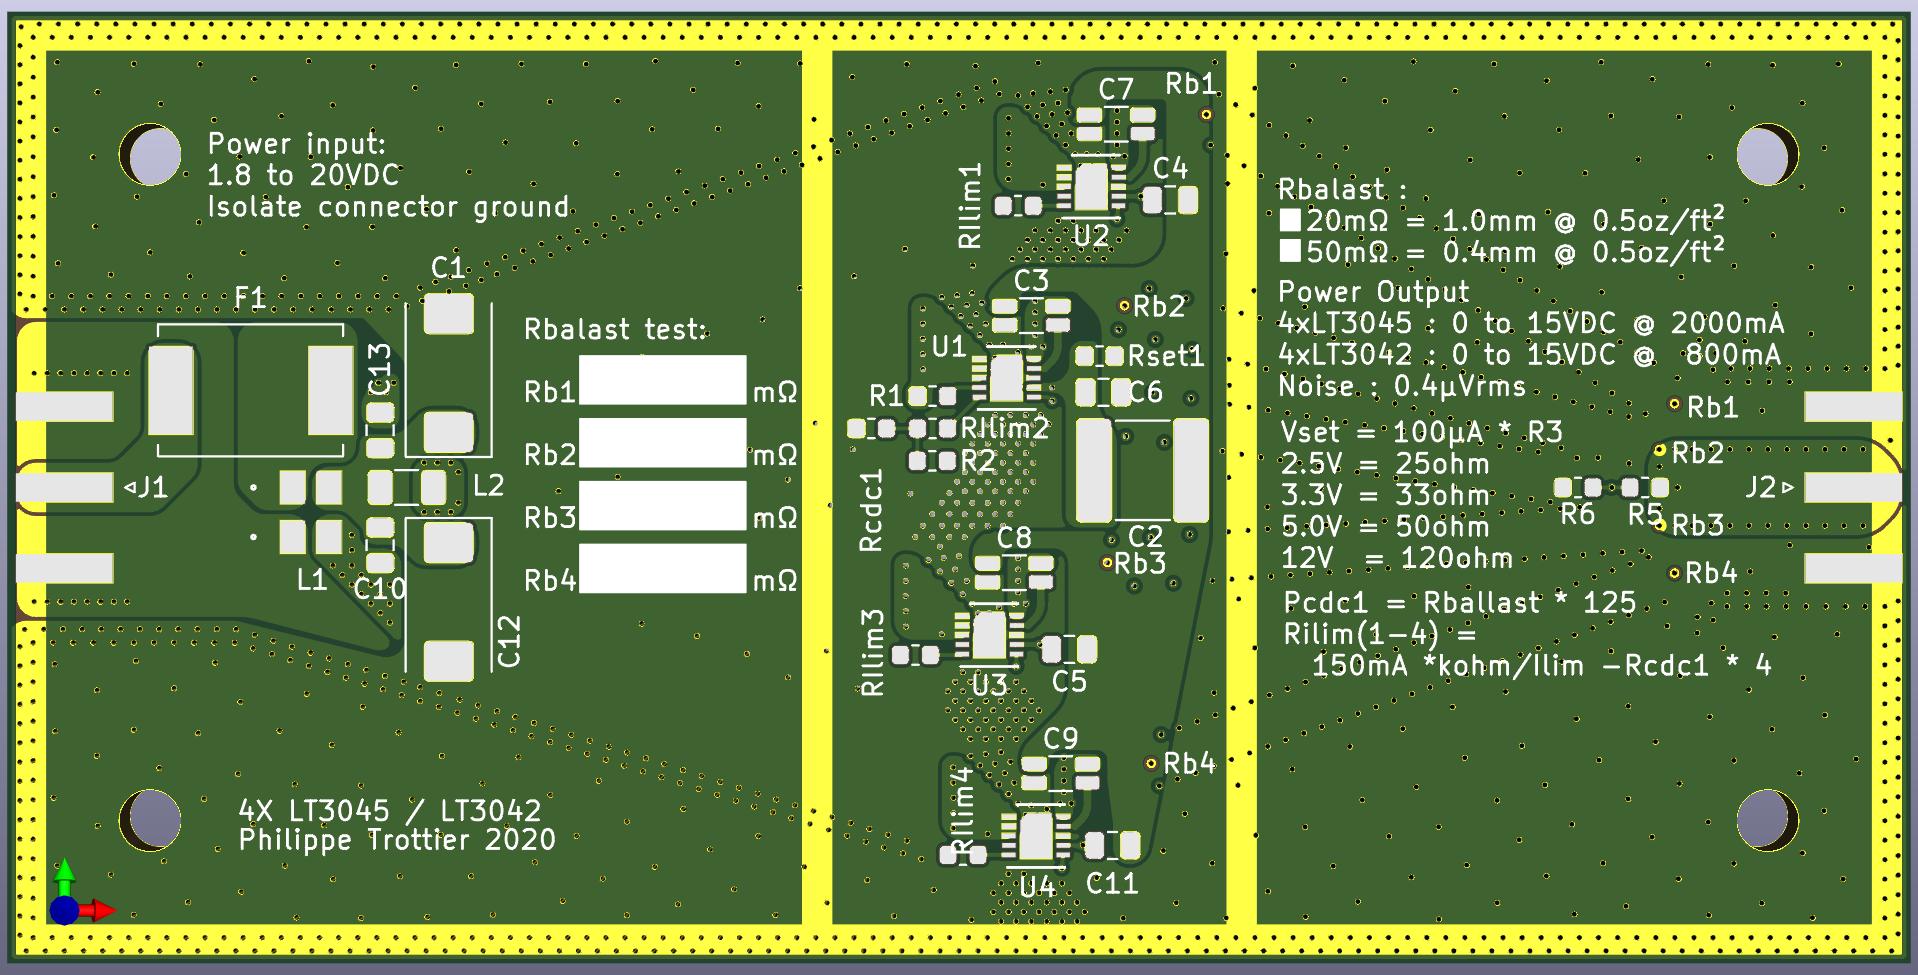 Power input:
1.8 to 20VDC
Isolate connector ground
F1
C1
C13
J1
L1
L2
C10
C12
Rbalast test:
Rb1 mΩ
Rb2 mΩ
Rb3 mΩ
Rb4 mΩ
4X LT3045 / LT3042
Philippe Trottier 2020
C7
Rb1
RIlim1
C4
U2
C3
Rb2
U1
Rset1
R1
C6
RIlim2
R2
Rcdc1
C8
C2
Rb3
RIlim3
U3
C5
C9
Rb4
RIlim4
U4
C11
Rbalast :
20mΩ = 1.0mm @ 0.5oz/ft²
50mΩ = 0.4mm @ 0.5oz/ft²
Power Output
4xLT3045 : 0 to 15VDC @ 2000mA
4xLT3042 : 0 to 15VDC @ 800mA
Noise : 0.4µVrms
Vset = 100µA * R3
2.5V = 25ohm
3.3V = 33ohm
5.0V = 50ohm
12V = 120ohm
Pcdc1 = Rballast * 125
Rilim(1-4) =
150mA *kohm/Ilim -Rcdc1 * 4
Rb1
Rb2
J2
R6
R5
Rb3
Rb4